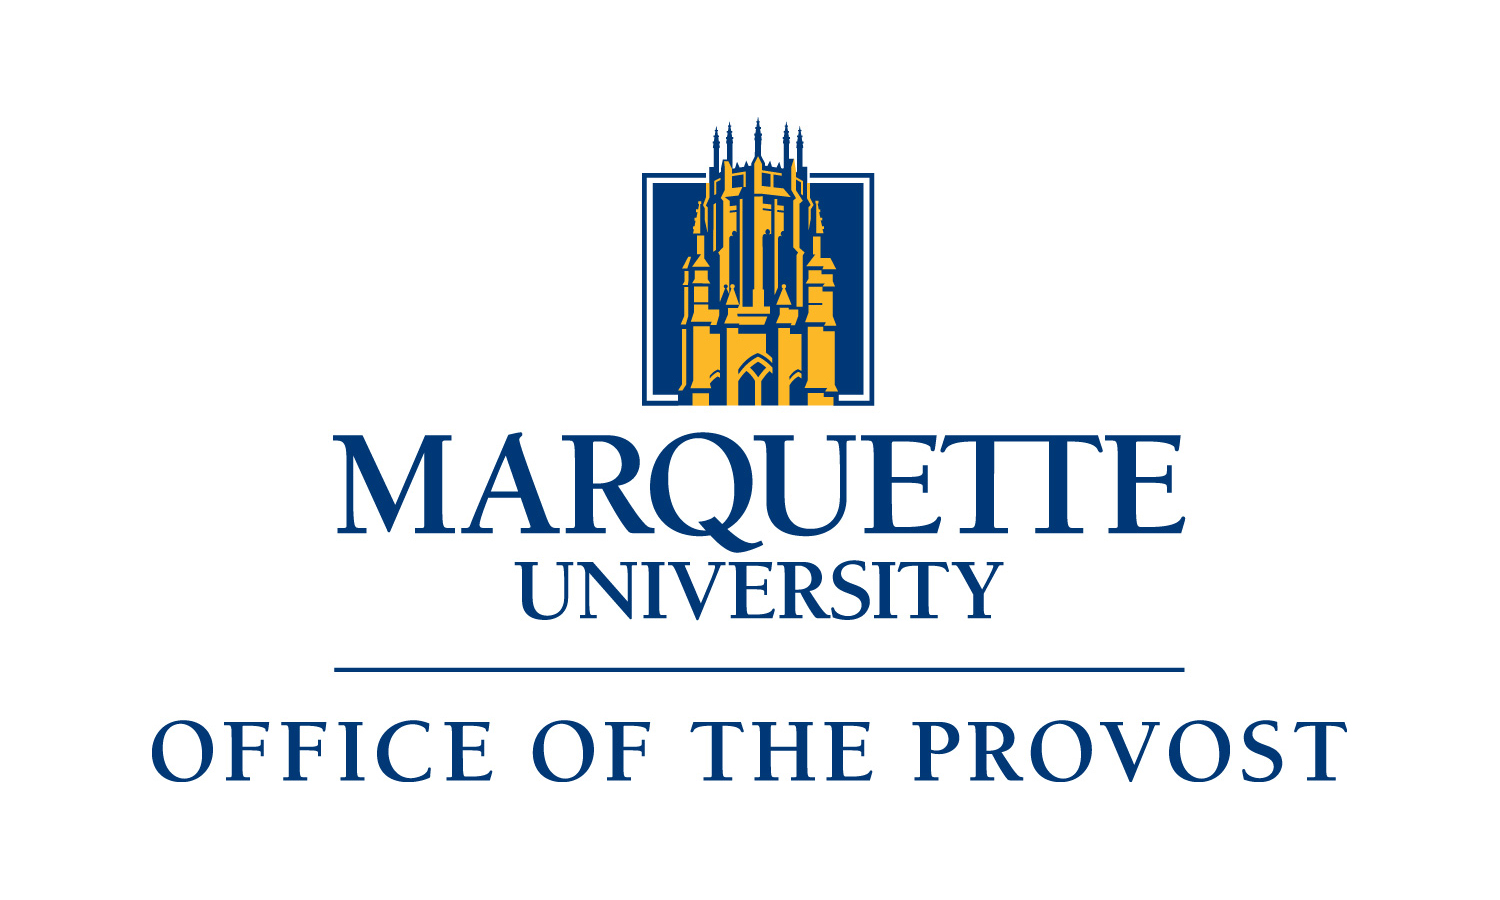 MARQUETTE
UNIVERSITY
OFFICE OF THE PROVOST